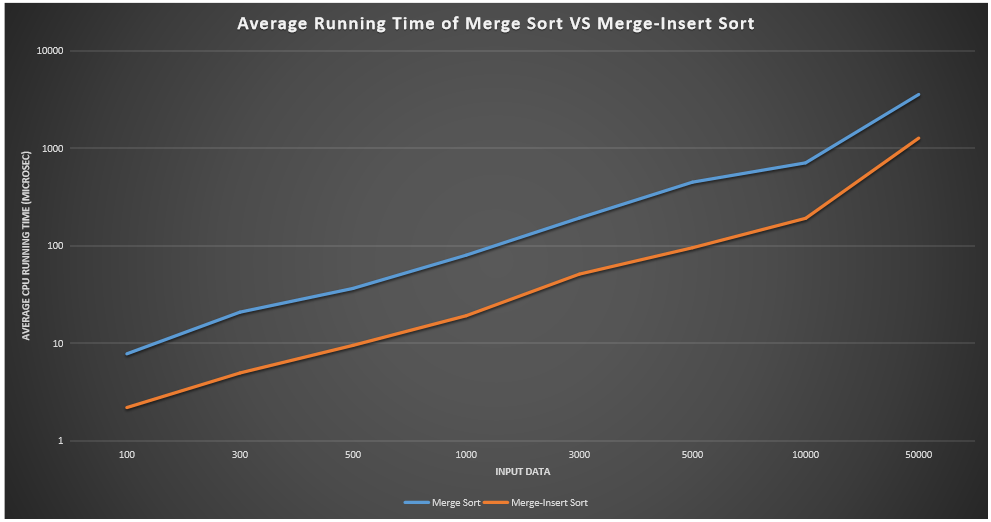 Average Running Time of Merge Sort VS Merge-Insert Sort
10000
1000
100
10
1
AVERAGE CPU RUNNING TIME (MICROSEC)
100 300 500 1000 3000 5000 10000 50000
INPUT DATA
Merge Sort Merge-Insert Sort